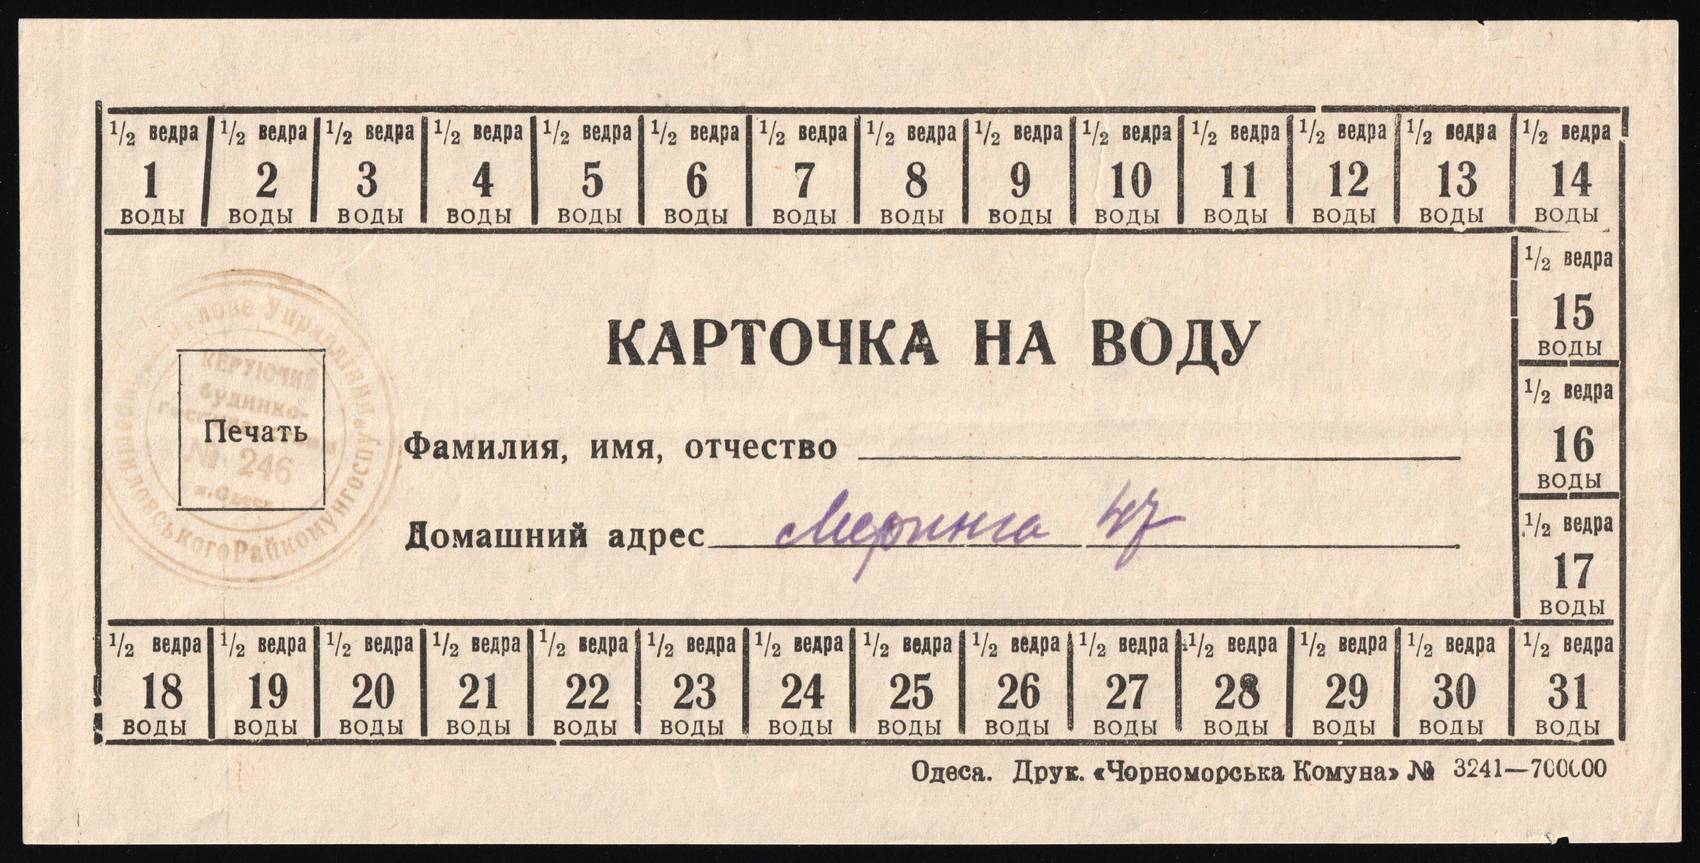 1/2 ведра 1/2 ведра 1/2 ведра 1/2 ведра 1/2 ведра 1/2 ведра 1/2 ведра 1/2 ведра 1/2 ведра 1/2 ведра 1/2 ведра 1/2 ведра 1/2 ведра 1/2 ведра
1 2 3 4 5 6 7 8 9 10 11 12 13 14
воды воды воды воды воды воды воды воды воды воды воды воды воды воды
1/2 ведра
15
воды
1/2 ведра
16
воды
1/2 ведра
17
воды
КАРТОЧКА НА ВОДУ
КЕРУЮЧИЙ
будинко-
Печать
№ 246
м. Одеса
Управління
Райкомунгоспу
Фамилия, имя, отчество
Домашний адрес Меринга 47
1/2 ведра 1/2 ведра 1/2 ведра 1/2 ведра 1/2 ведра 1/2 ведра 1/2 ведра 1/2 ведра 1/2 ведра 1/2 ведра 1/2 ведра 1/2 ведра 1/2 ведра 1/2 ведра
18 19 20 21 22 23 24 25 26 27 28 29 30 31
воды воды воды воды воды воды воды воды воды воды воды воды воды воды
Одеса. Друк. «Чорноморська Комуна» № 3241—700000